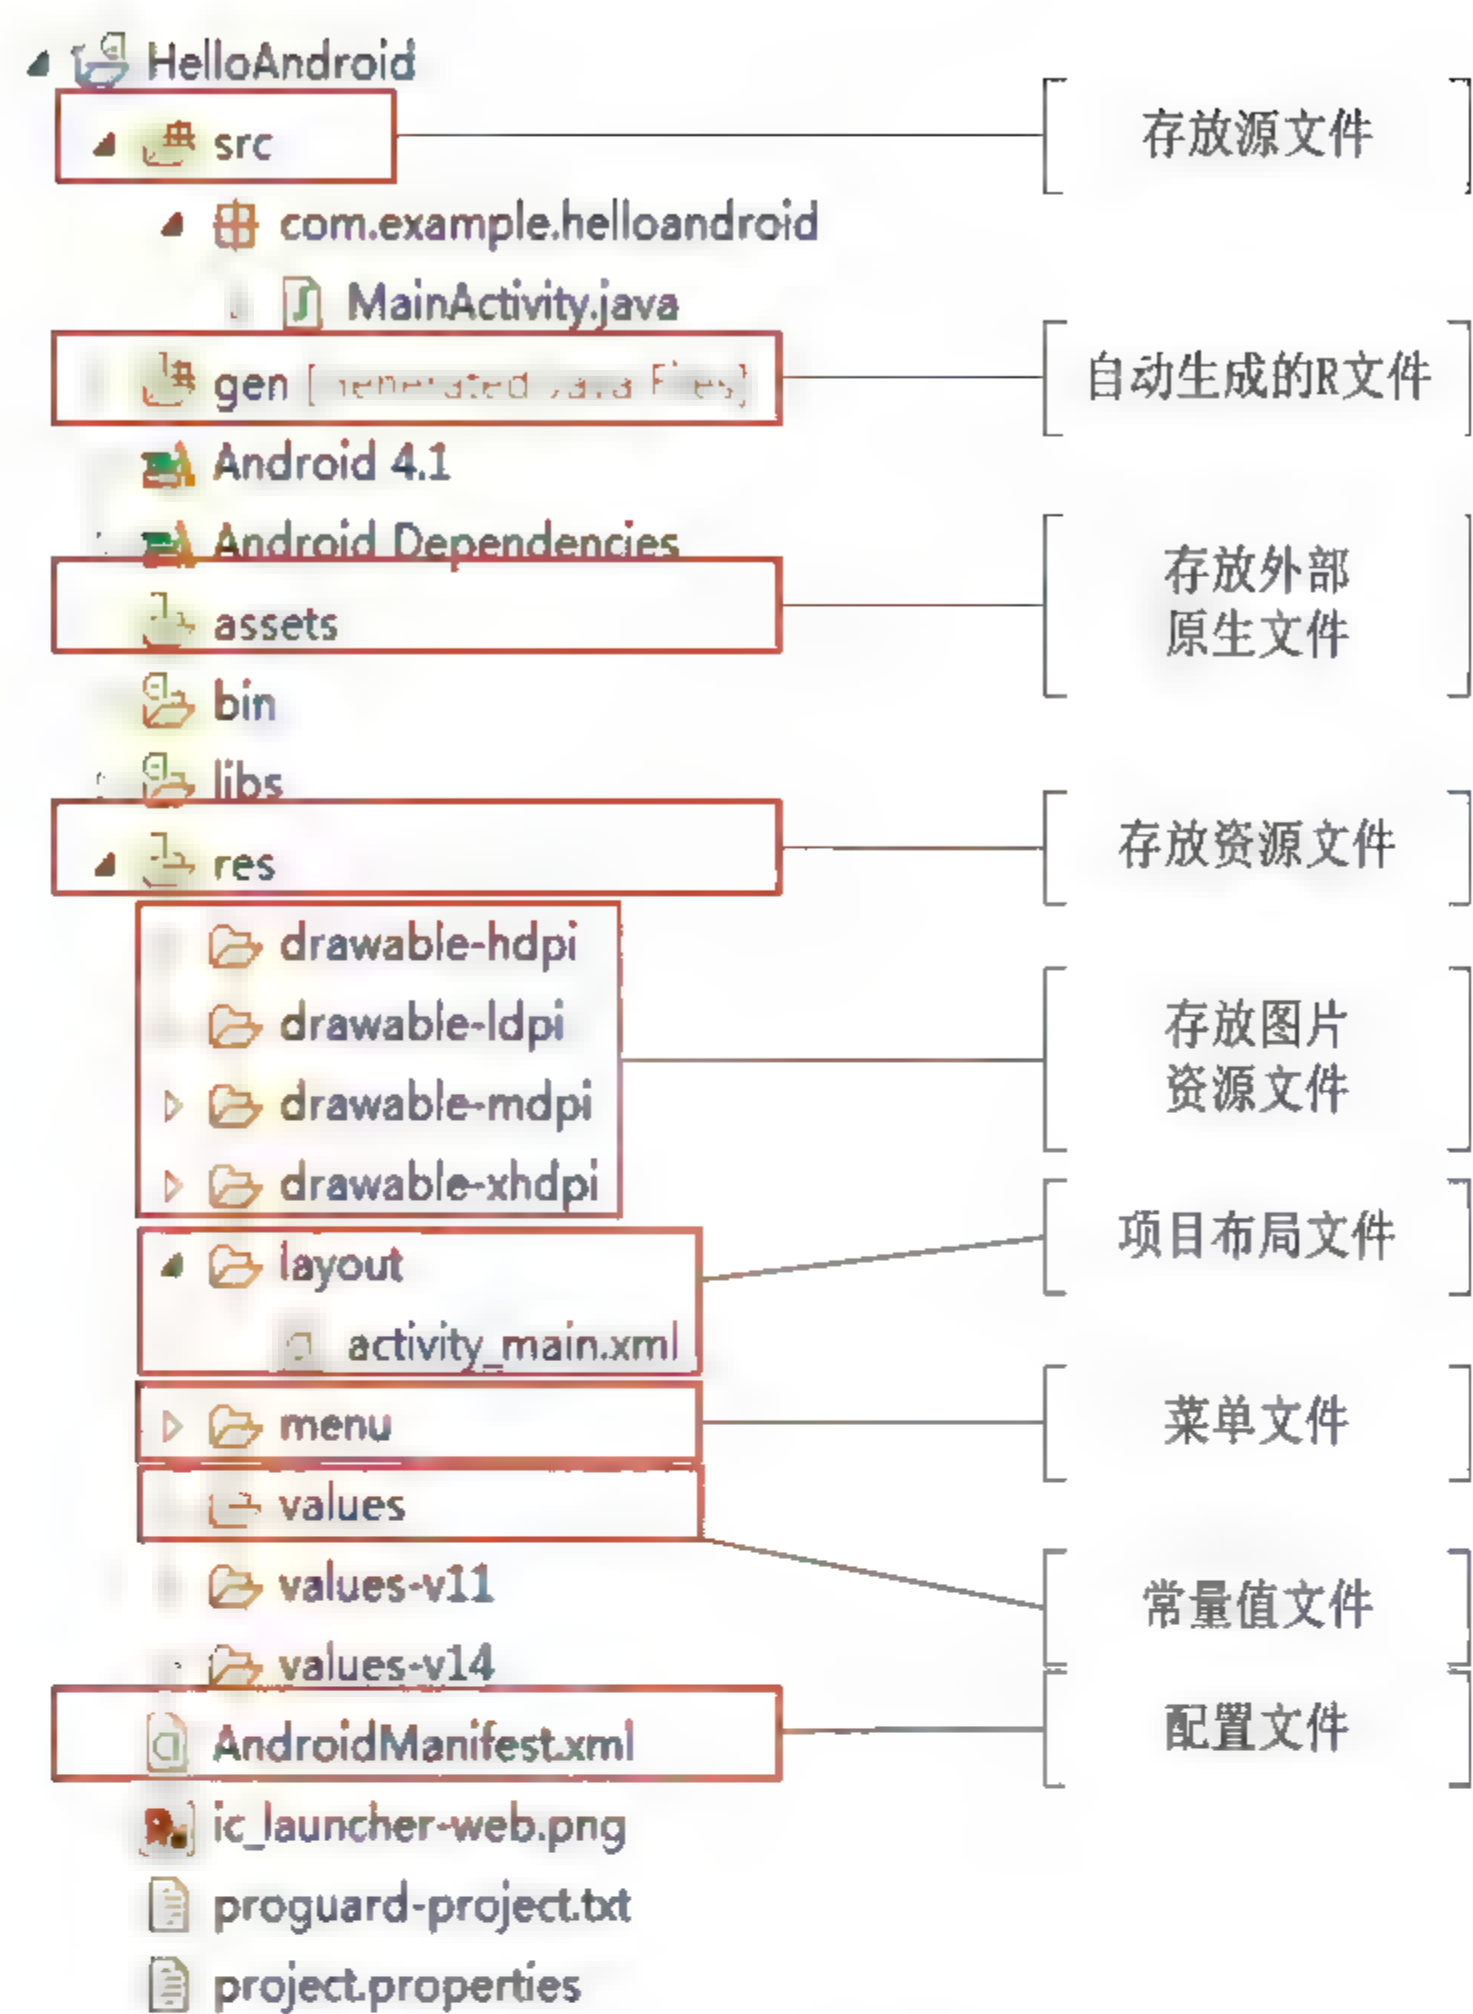 HelloAndroid
src
存放源文件
com.example.helloandroid
MainActivity.java
gen [Generated Java Files]
自动生成的R文件
Android 4.1
Android Dependencies
assets
存放外部
原生文件
bin
libs
res
存放资源文件
drawable-hdpi
drawable-ldpi
drawable-mdpi
drawable-xhdpi
存放图片
资源文件
layout
activity_main.xml
项目布局文件
menu
菜单文件
values
values-v11
values-v14
常量值文件
AndroidManifest.xml
配置文件
ic_launcher-web.png
proguard-project.txt
project.properties